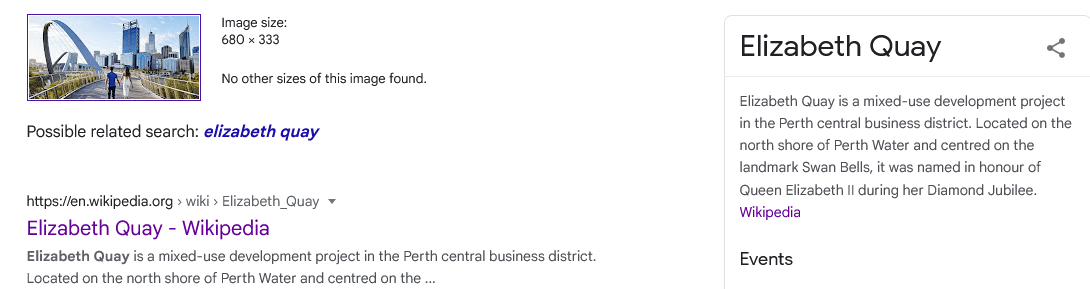 Image size:
680 × 333
No other sizes of this image found.
Possible related search: elizabeth quay
https://en.wikipedia.org › wiki › Elizabeth_Quay
Elizabeth Quay - Wikipedia
Elizabeth Quay is a mixed-use development project in the Perth central business district.
Located on the north shore of Perth Water and centred on the ...
Elizabeth Quay
Elizabeth Quay is a mixed-use development project
in the Perth central business district. Located on the
north shore of Perth Water and centred on the
landmark Swan Bells, it was named in honour of
Queen Elizabeth II during her Diamond Jubilee.
Wikipedia
Events